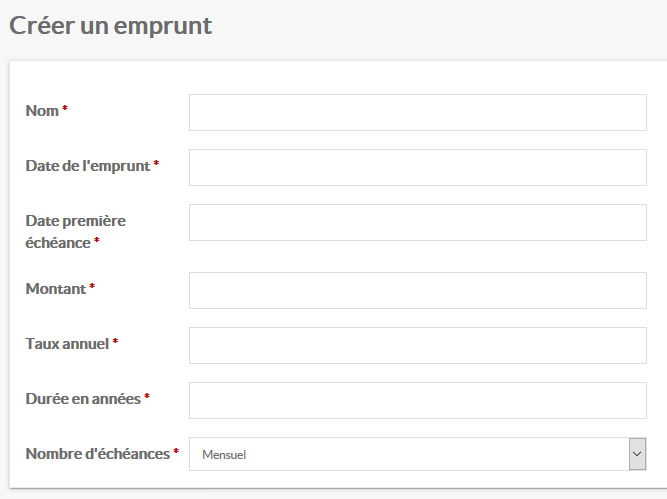 Créer un emprunt
Nom *
Date de l'emprunt *
Date première
échéance *
Montant *
Taux annuel *
Durée en années *
Nombre d'échéances *
Mensuel